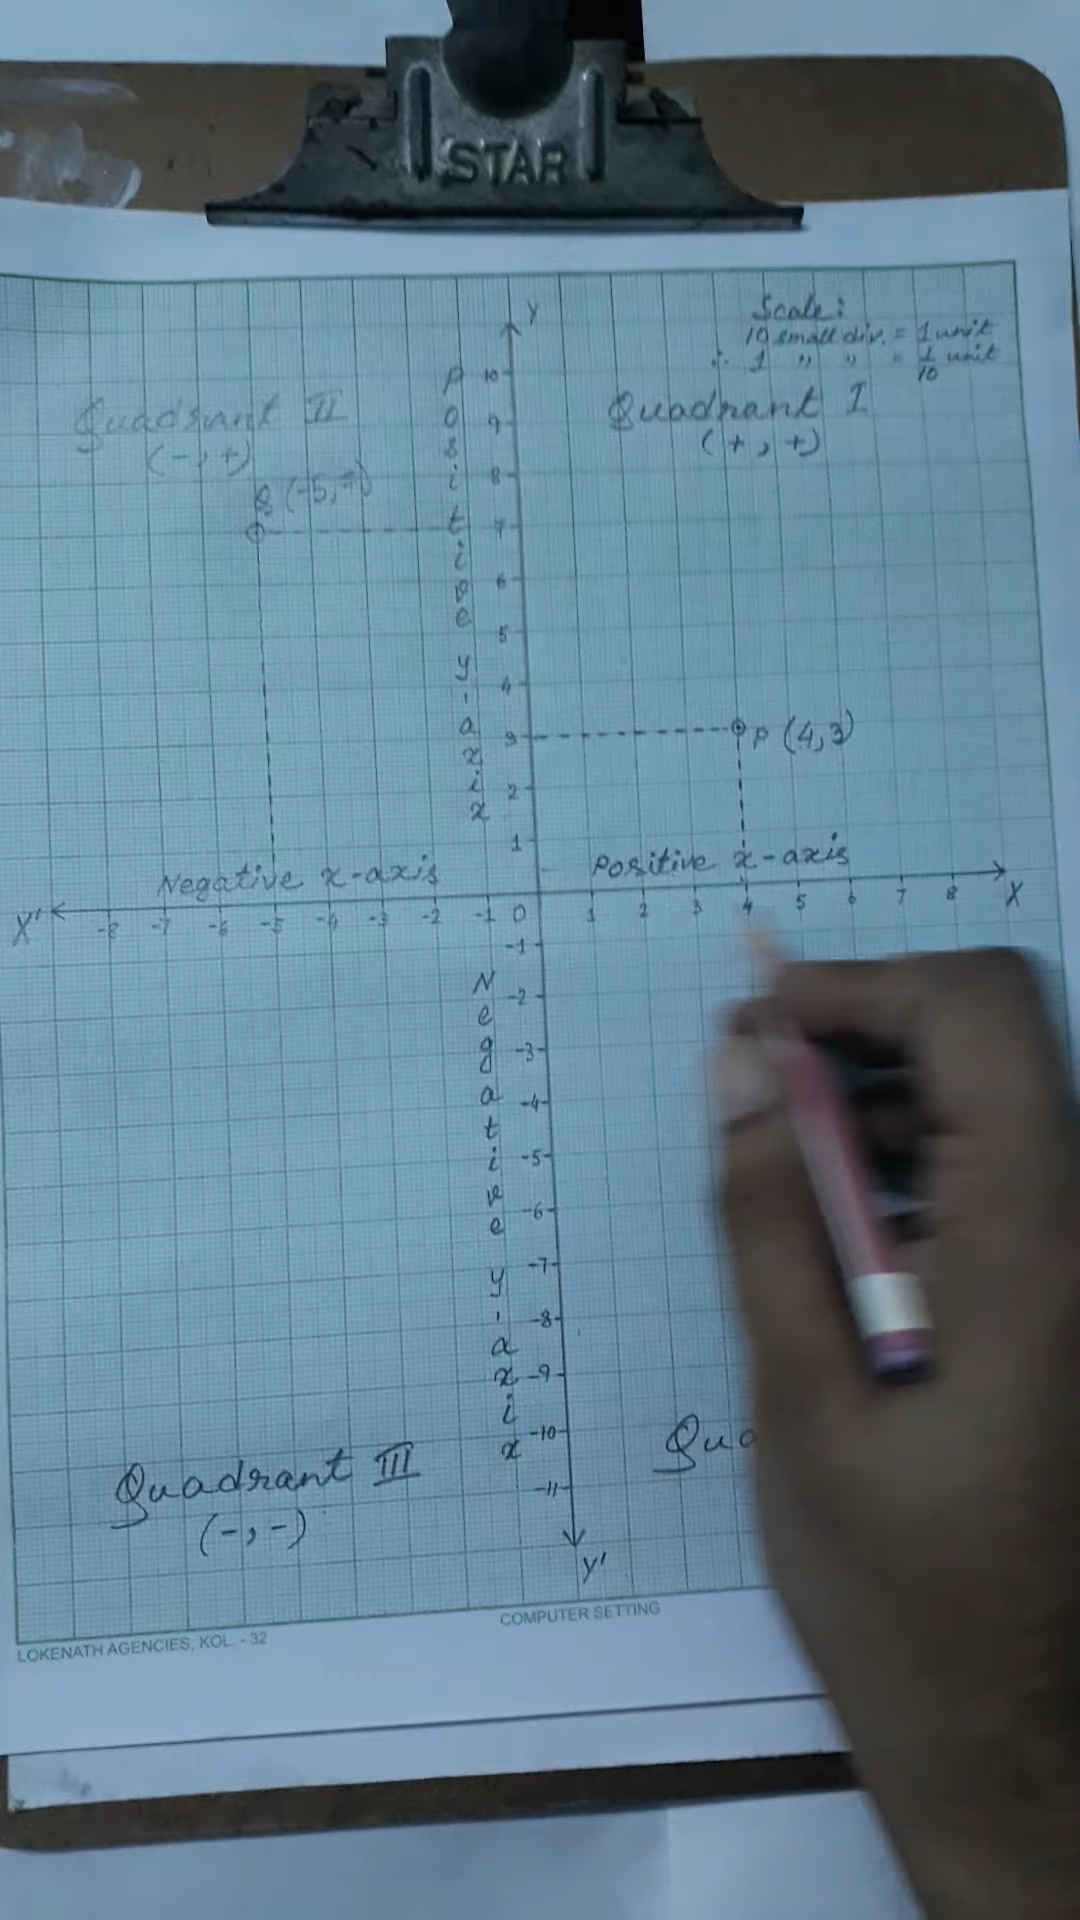 STAR
Y
Scale:
10 small div. = 1 unit
∴ 1 " " = 1/10 unit
Quadrant II
(-,+)
Quadrant I
(+,+)
Q (-5,7)
P (4,3)
Positive y-axis
10
9
8
7
6
5
4
3
2
1
Negative x-axis
Positive x-axis
X'
-8 -7 -6 -5 -4 -3 -2 -1 0 1 2 3 4 5 6 7 8
X
-1
-2
-3
-4
-5
-6
-7
-8
-9
-10
-11
Negative y-axis
Quadrant III
(-,-)
Y'
COMPUTER SETTING
LOKENATH AGENCIES, KOL. - 32